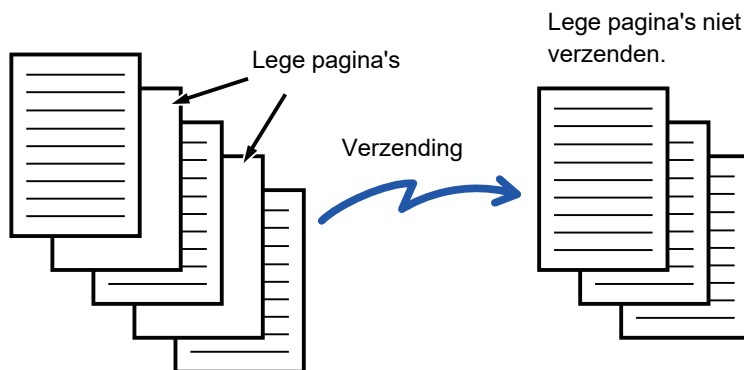 Lege pagina's
Verzending
Lege pagina's niet
verzenden.